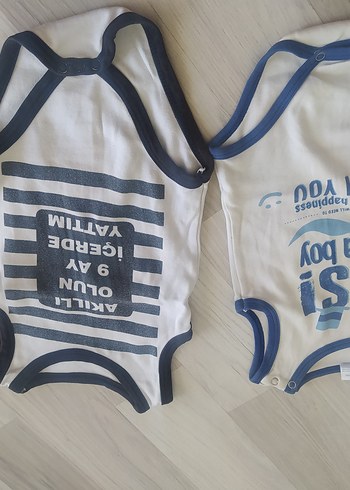 AKILLI
OLUN
9 AY
İÇERDE
YATTIM
boy
happiness
YOU